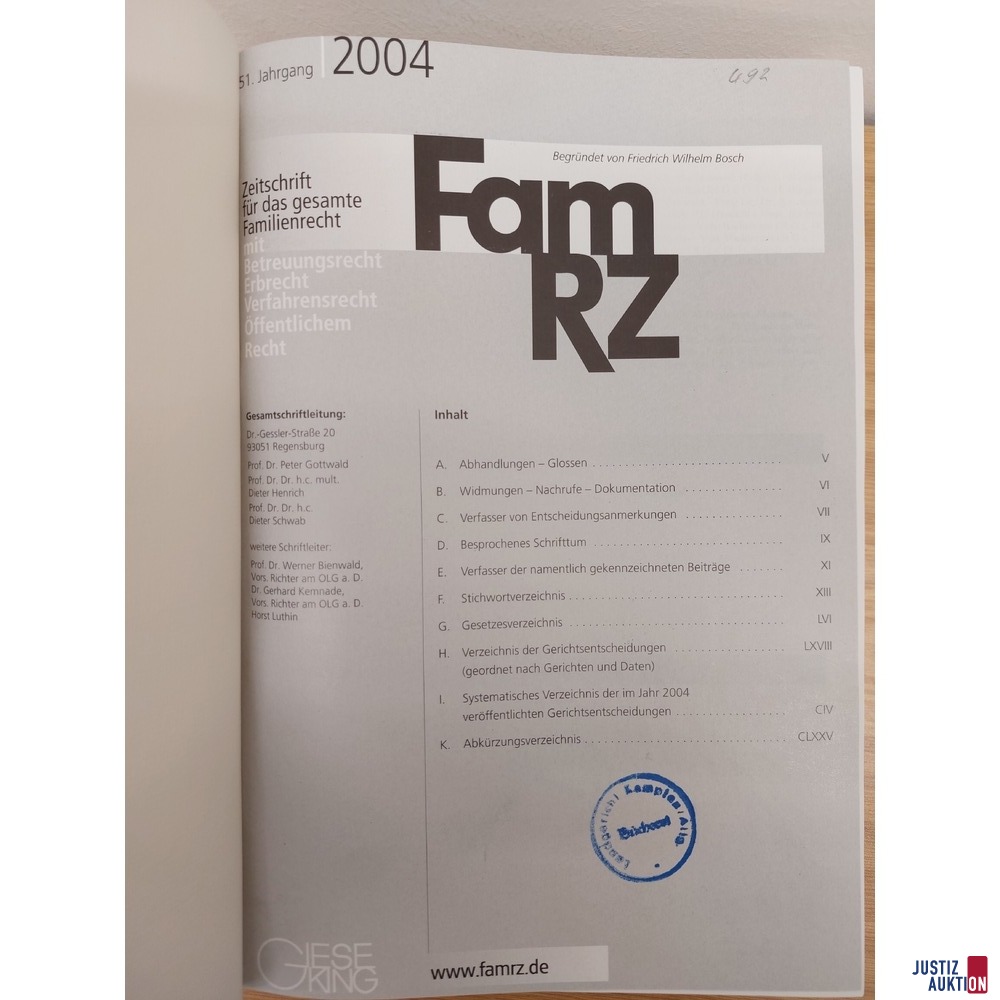 51. Jahrgang | 2004
492
Begründet von Friedrich Wilhelm Bosch
FamRZ
Zeitschrift
für das gesamte
Familienrecht
mit
Betreuungsrecht
Erbrecht
Verfahrensrecht
Öffentlichem
Recht
Gesamtschriftleitung:
Dr.-Gessler-Straße 20
93051 Regensburg
Prof. Dr. Peter Gottwald
Prof. Dr. Dr. h.c. mult.
Dieter Henrich
Prof. Dr. Dr. h.c.
Dieter Schwab
weitere Schriftleiter:
Prof. Dr. Werner Bienwald,
Vors. Richter am OLG a. D.
Dr. Gerhard Kemnade,
Vors. Richter am OLG a. D.
Horst Luthin
Inhalt
A. Abhandlungen – Glossen V
B. Widmungen – Nachrufe – Dokumentation VI
C. Verfasser von Entscheidungsanmerkungen VII
D. Besprochenes Schrifttum IX
E. Verfasser der namentlich gekennzeichneten Beiträge XI
F. Stichwortverzeichnis XIII
G. Gesetzesverzeichnis LVI
H. Verzeichnis der Gerichtsentscheidungen LXVIII
(geordnet nach Gerichten und Daten)
I. Systematisches Verzeichnis der im Jahr 2004
veröffentlichten Gerichtsentscheidungen CIV
K. Abkürzungsverzeichnis CLXXV
Landgericht Kempten/Allg.
Bücherei
GIESEKING
www.famrz.de
JUSTIZ
AUKTION